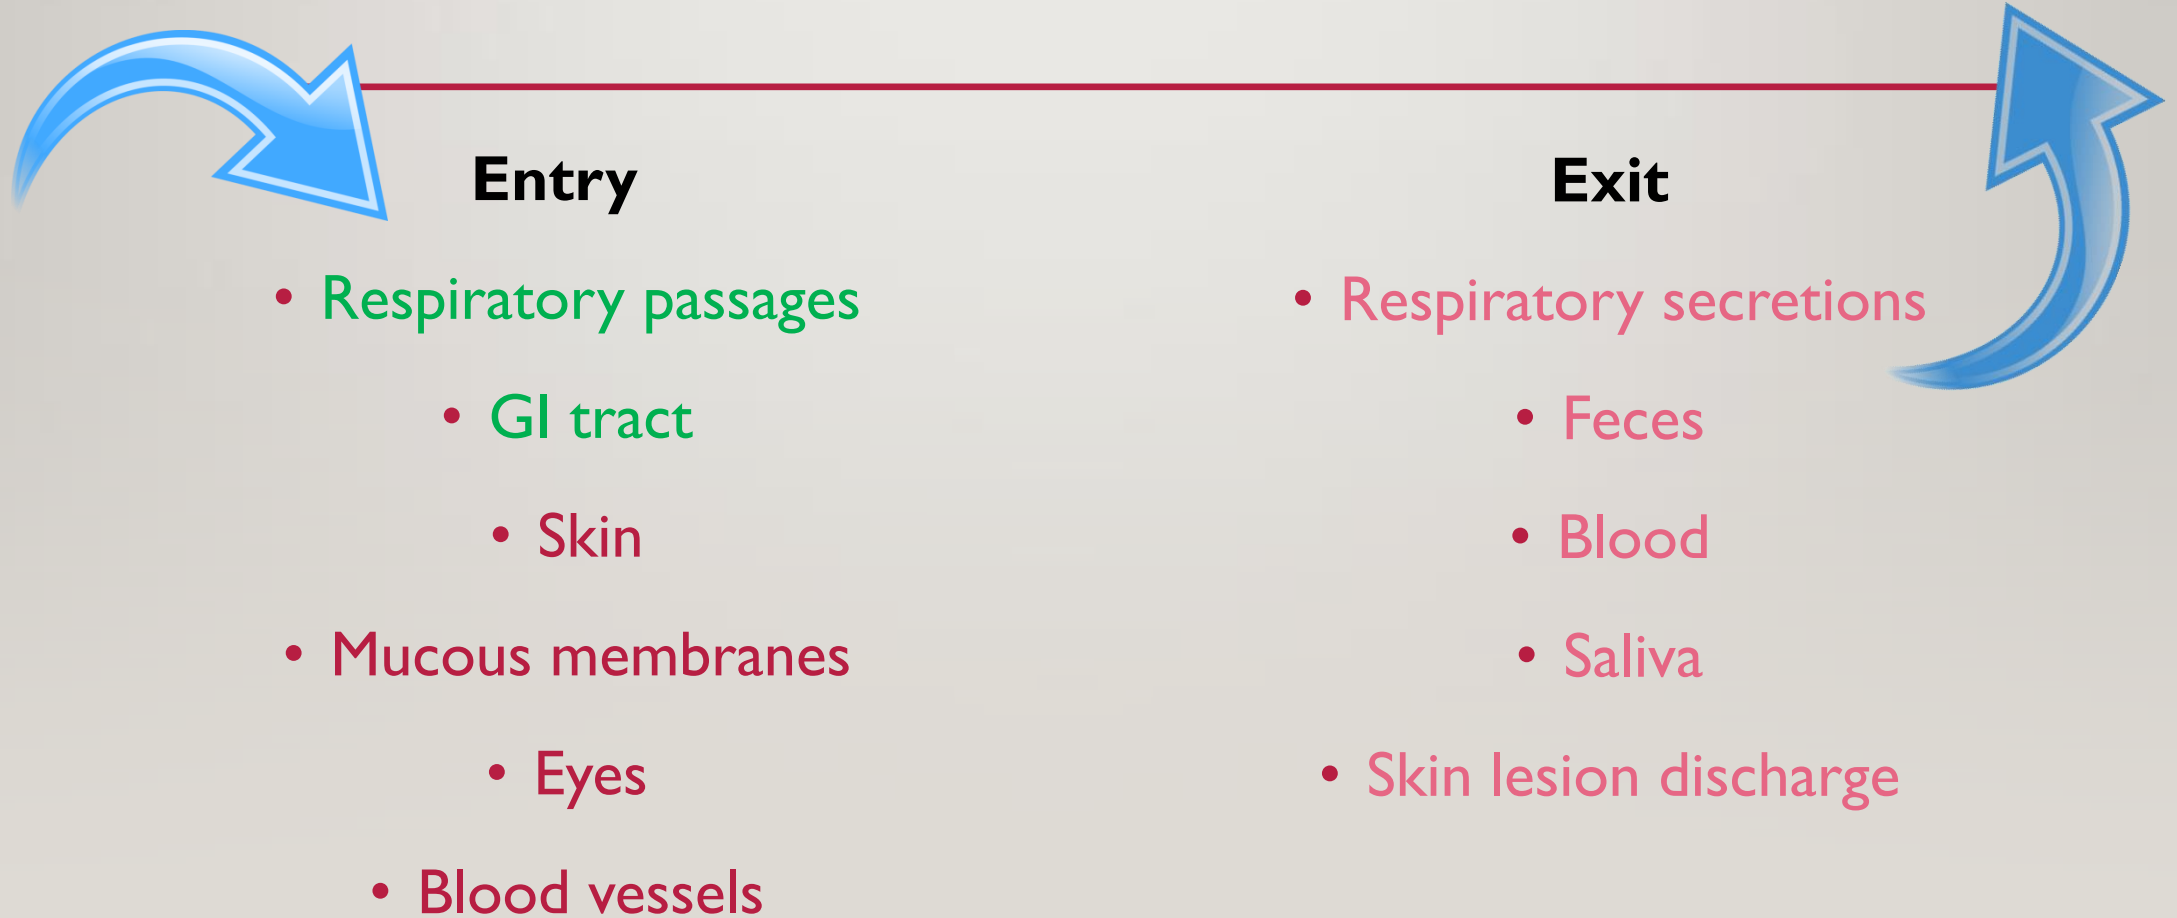 Entry
• Respiratory passages
• GI tract
• Skin
• Mucous membranes
• Eyes
• Blood vessels
Exit
• Respiratory secretions
• Feces
• Blood
• Saliva
• Skin lesion discharge